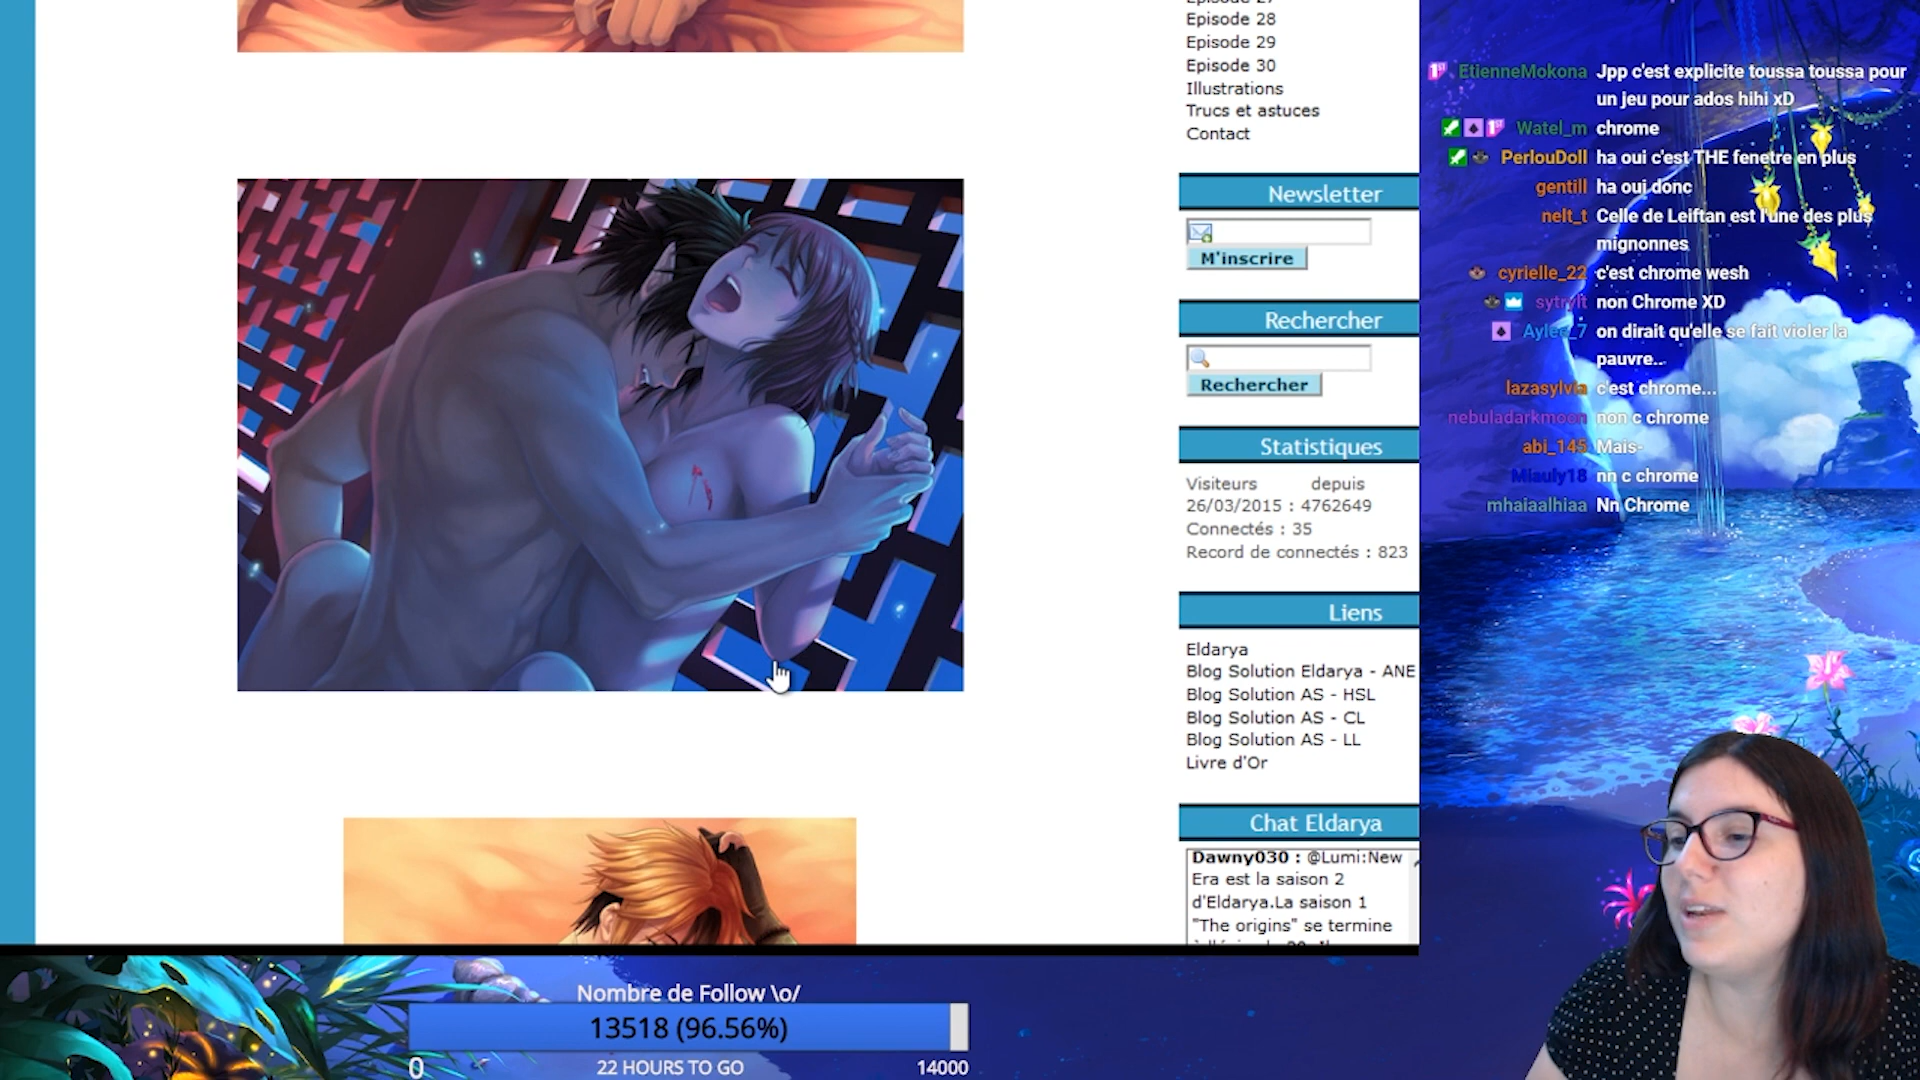 Episode 28
Episode 29
Episode 30
Illustrations
Trucs et astuces
Contact
Newsletter
M'inscrire
Rechercher
Rechercher
Statistiques
Visiteurs depuis
26/03/2015 : 4762649
Connectés : 35
Record de connectés : 823
Liens
Eldarya
Blog Solution Eldarya - ANE
Blog Solution AS - HSL
Blog Solution AS - CL
Blog Solution AS - LL
Livre d'Or
Chat Eldarya
Dawny030 : @Lumi:New
Era est la saison 2
d'Eldarya.La saison 1
"The origins" se termine
EtienneMokona Jpp c'est explicite toussa toussa pour
un jeu pour ados hihi xD
Watel_m chrome
PerlouDoll ha oui c'est THE fenetre en plus
gentill ha oui donc
nelt_t Celle de Leiftan est l'une des plus
mignonnes
cyrielle_22 c'est chrome wesh
sytrylt non Chrome XD
Aylee_7 on dirait qu'elle se fait violer la
pauvre..
lazasylvia c'est chrome...
nebuladarkmoon non c chrome
abi_145 Mais-
Miauly18 nn c chrome
mhaiaalhiaa Nn Chrome
Nombre de Follow \o/
13518 (96.56%)
0 22 HOURS TO GO 14000